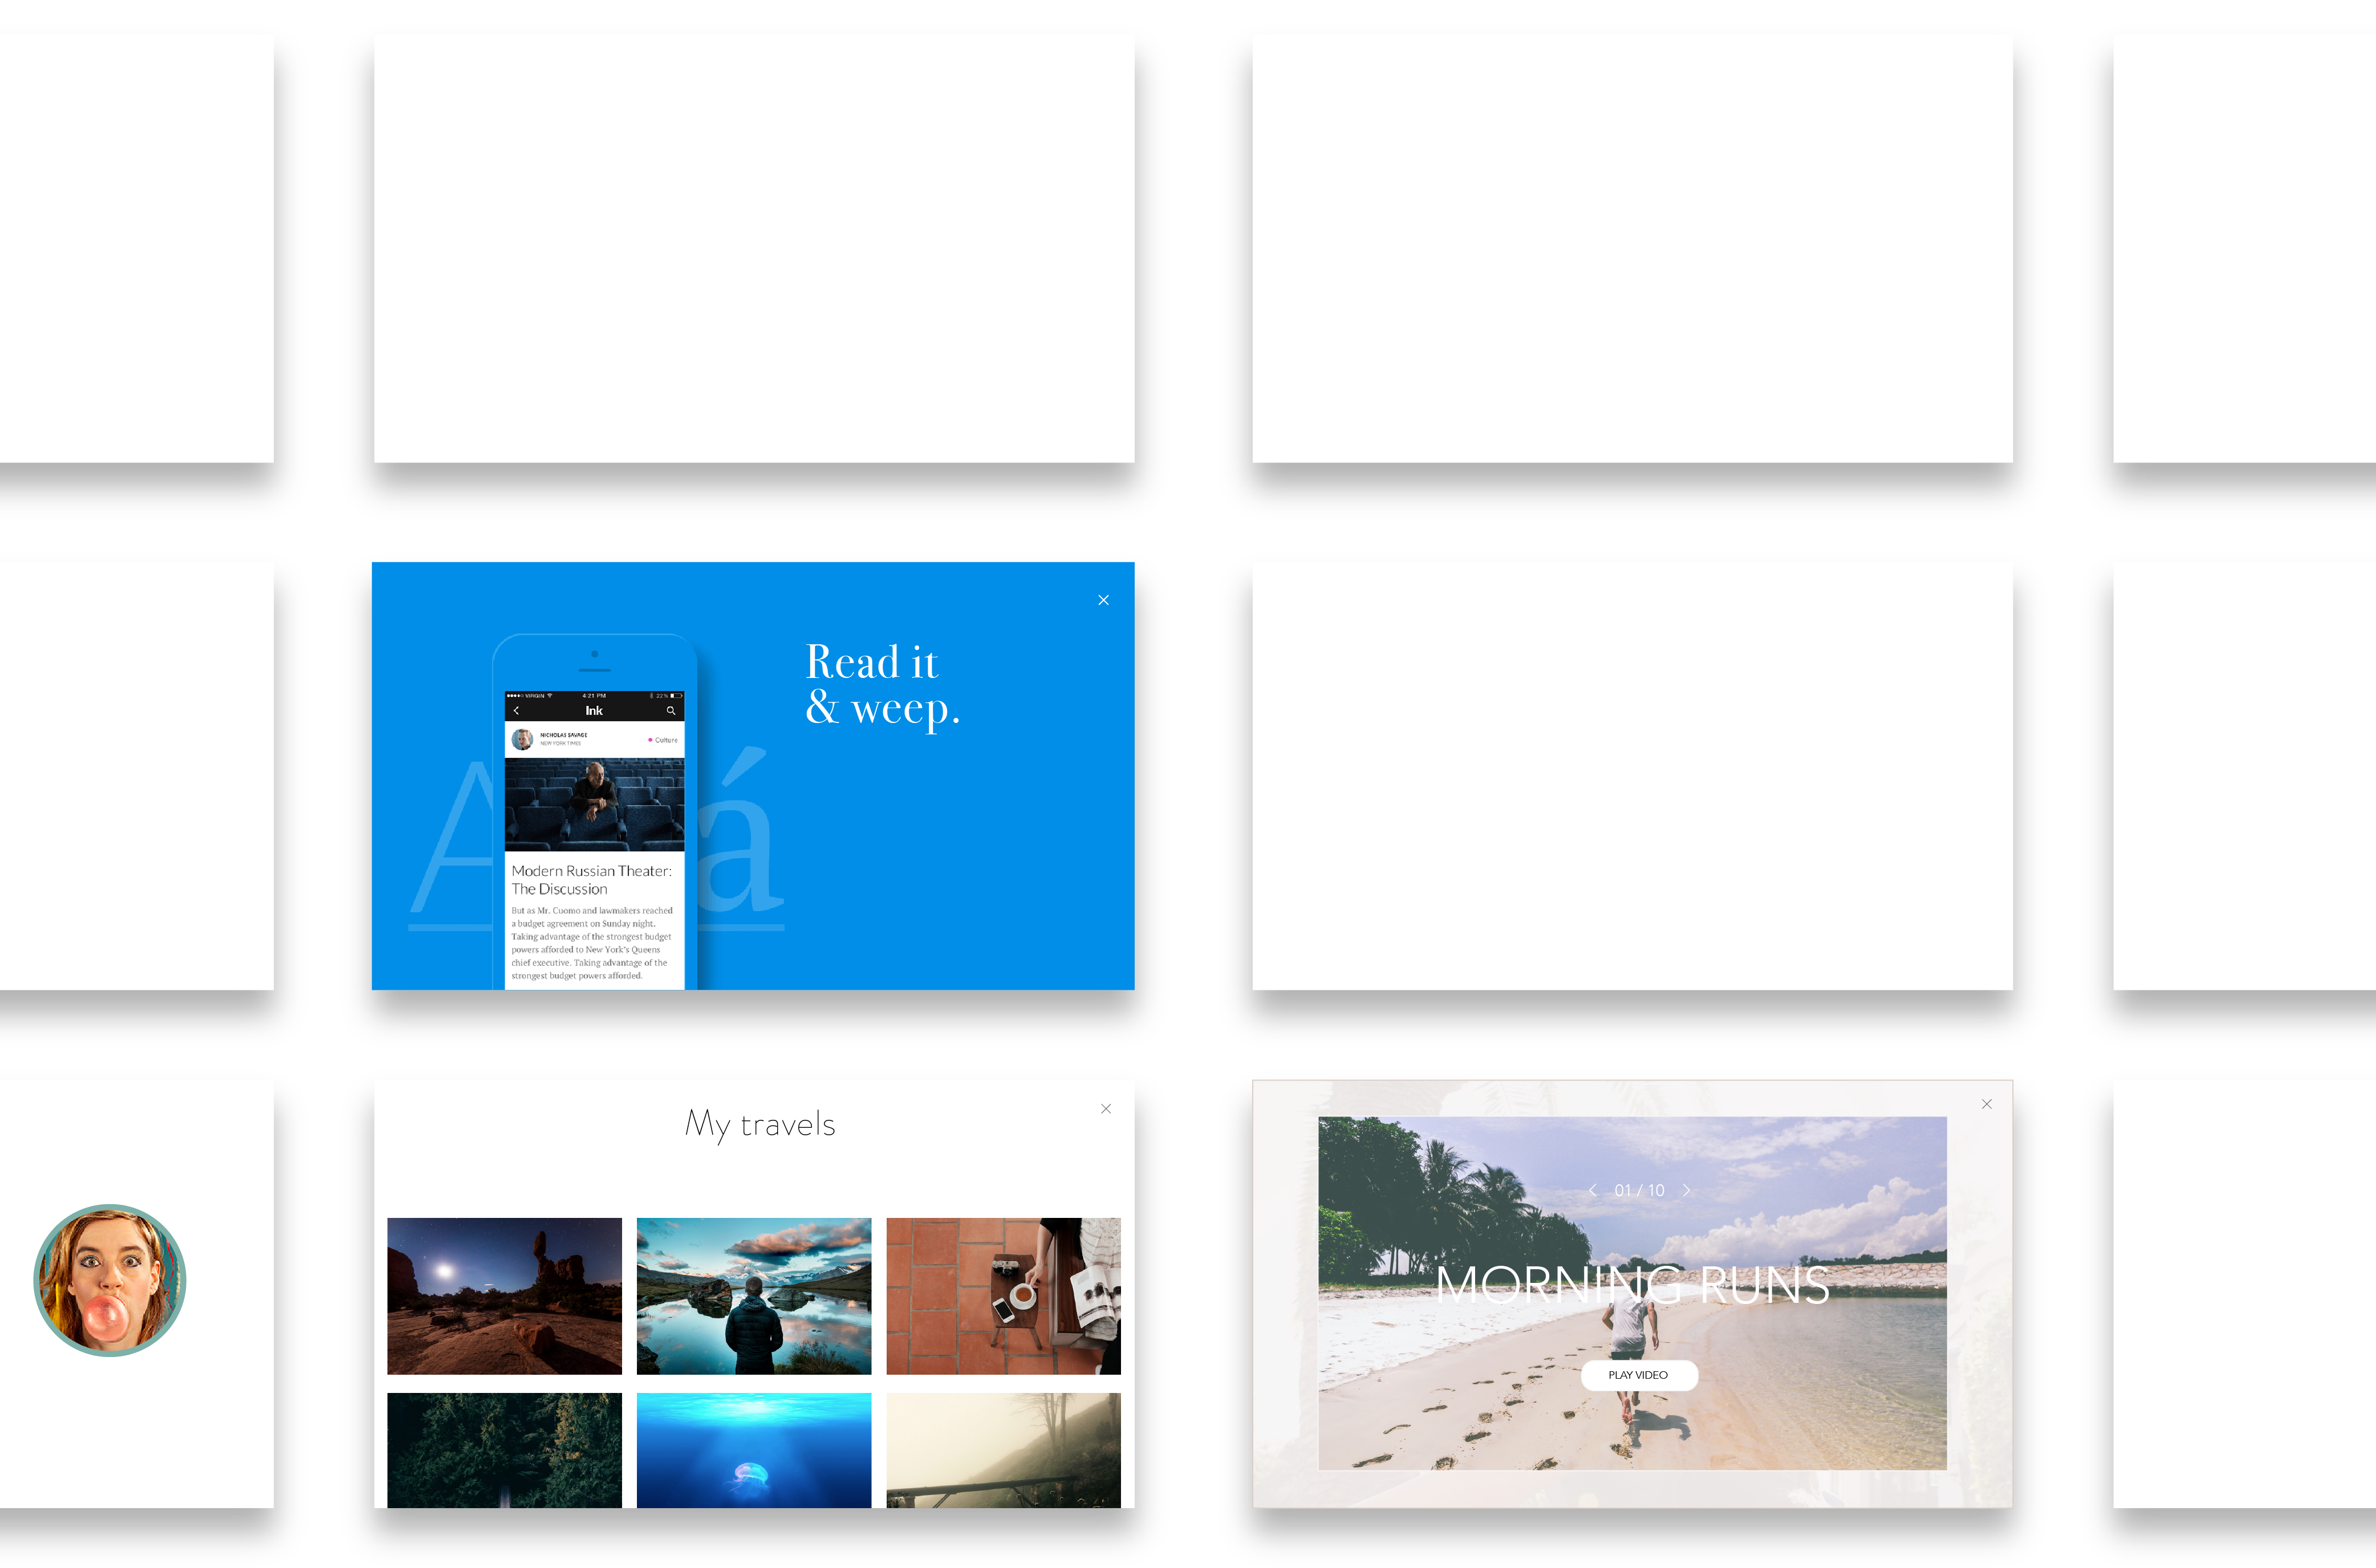 Read it
& weep.
VIRGIN
4:21 PM
22%
Ink
NICHOLAS SAVAGE
NEW YORK TIMES
Culture
A á
Modern Russian Theater:
The Discussion
But as Mr. Cuomo and lawmakers reached
a budget agreement on Sunday night.
Taking advantage of the strongest budget
powers afforded to New York's Queens
chief executive. Taking advantage of the
strongest budget powers afforded.
My travels
01 / 10
MORNING RUNS
PLAY VIDEO